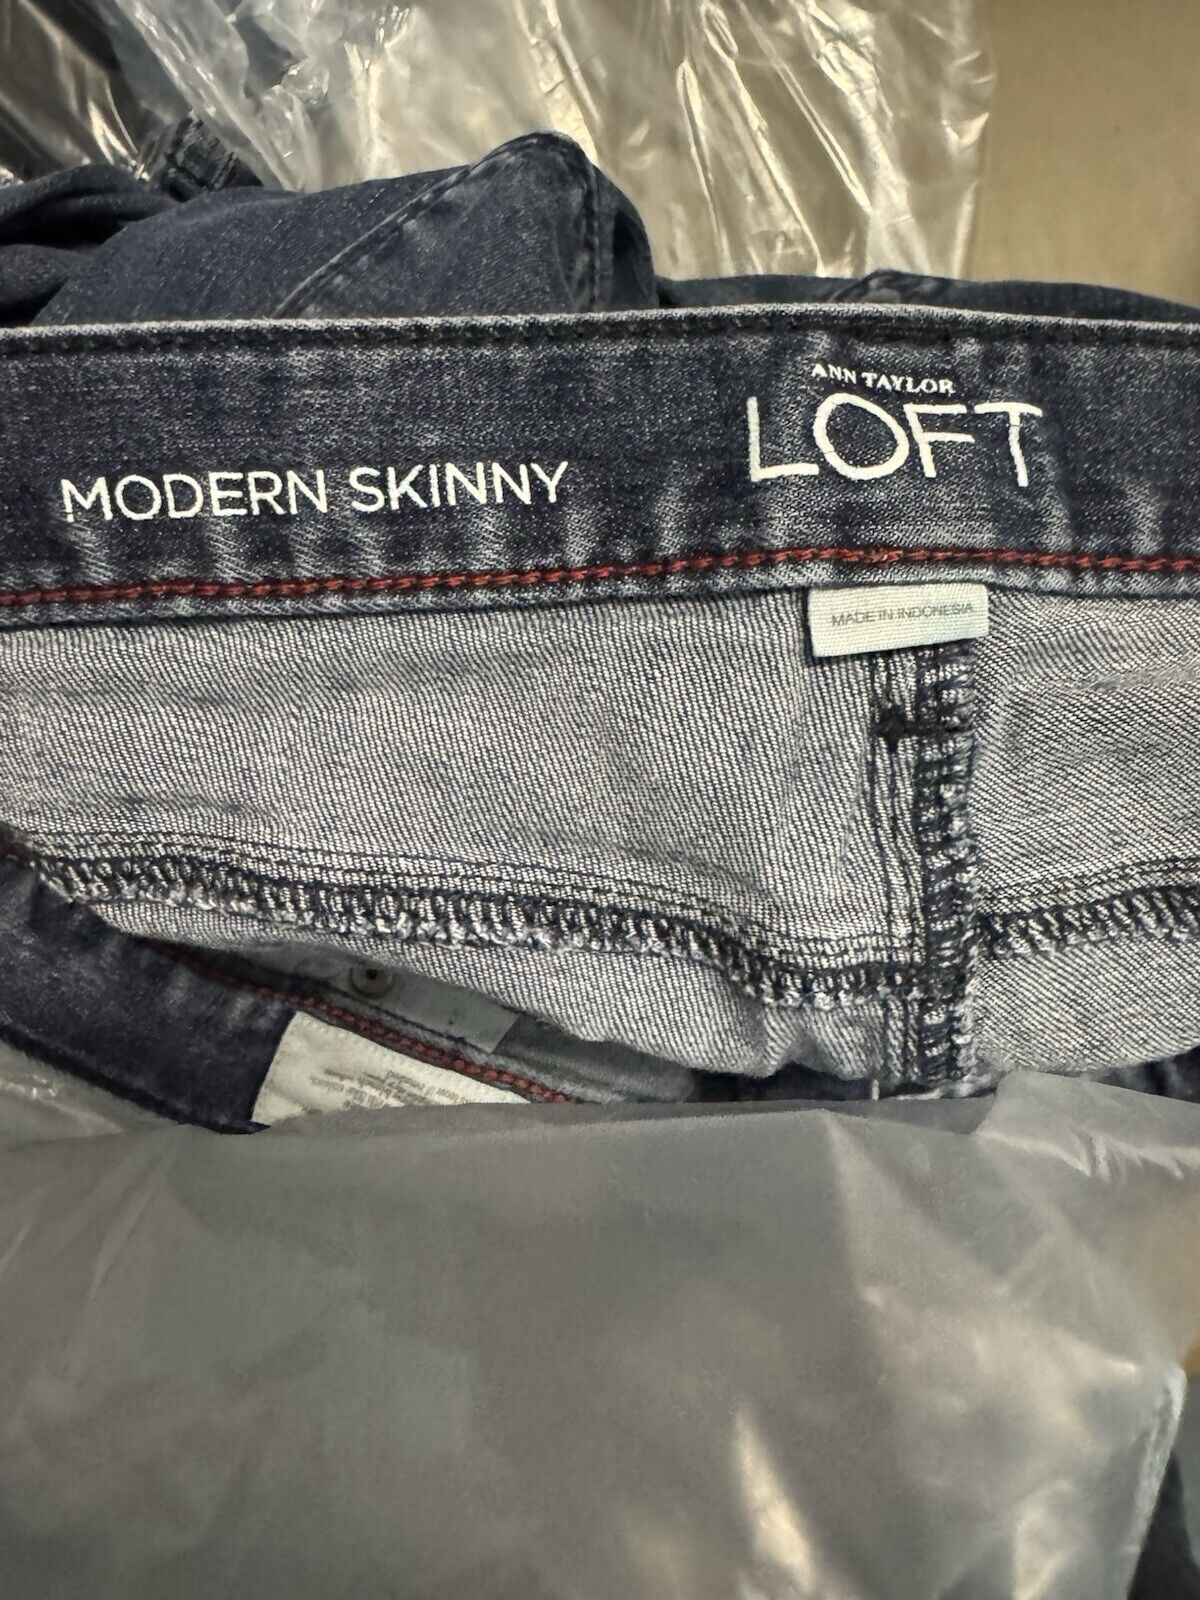 ANN TAYLOR
LOFT
MODERN SKINNY
MADE IN INDONESIA